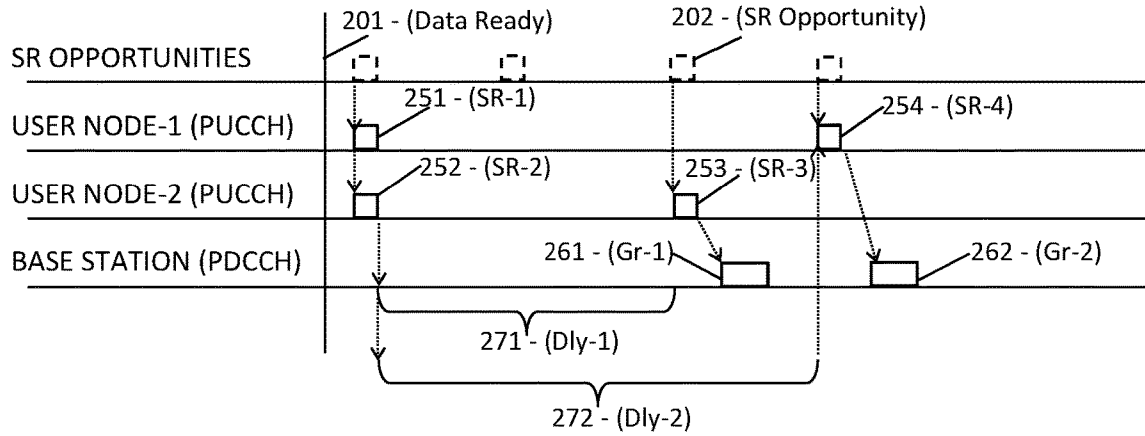 201 - (Data Ready)
202 - (SR Opportunity)
SR OPPORTUNITIES
251 - (SR-1)
254 - (SR-4)
USER NODE-1 (PUCCH)
252 - (SR-2)
253 - (SR-3)
USER NODE-2 (PUCCH)
261 - (Gr-1)
262 - (Gr-2)
BASE STATION (PDCCH)
271 - (Dly-1)
272 - (Dly-2)